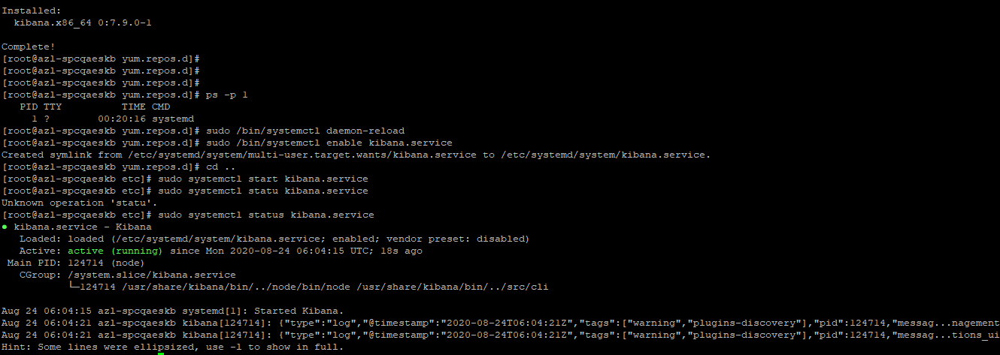 Installed:
  kibana.x86_64 0:7.9.0-1

Complete!
[root@azl-spcqaeskb yum.repos.d]#
[root@azl-spcqaeskb yum.repos.d]#
[root@azl-spcqaeskb yum.repos.d]#
[root@azl-spcqaeskb yum.repos.d]# ps -p 1
   PID TTY          TIME CMD
     1 ?        00:20:16 systemd
[root@azl-spcqaeskb yum.repos.d]# sudo /bin/systemctl daemon-reload
[root@azl-spcqaeskb yum.repos.d]# sudo /bin/systemctl enable kibana.service
Created symlink from /etc/systemd/system/multi-user.target.wants/kibana.service to /etc/systemd/system/kibana.service.
[root@azl-spcqaeskb yum.repos.d]# cd ..
[root@azl-spcqaeskb etc]# sudo systemctl start kibana.service
[root@azl-spcqaeskb etc]# sudo systemctl statu kibana.service
Unknown operation 'statu'.
[root@azl-spcqaeskb etc]# sudo systemctl status kibana.service
● kibana.service - Kibana
   Loaded: loaded (/etc/systemd/system/kibana.service; enabled; vendor preset: disabled)
   Active: active (running) since Mon 2020-08-24 06:04:15 UTC; 18s ago
 Main PID: 124714 (node)
   CGroup: /system.slice/kibana.service
           └─124714 /usr/share/kibana/bin/../node/bin/node /usr/share/kibana/bin/../src/cli

Aug 24 06:04:15 azl-spcqaeskb systemd[1]: Started Kibana.
Aug 24 06:04:21 azl-spcqaeskb kibana[124714]: {"type":"log","@timestamp":"2020-08-24T06:04:21Z","tags":["warning","plugins-discovery"],"pid":124714,"messag...nagement
Aug 24 06:04:21 azl-spcqaeskb kibana[124714]: {"type":"log","@timestamp":"2020-08-24T06:04:21Z","tags":["warning","plugins-discovery"],"pid":124714,"messag...tions_ui
Hint: Some lines were ellipsized, use -l to show in full.